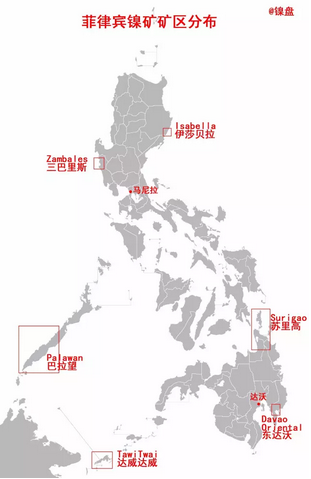 @镍盘
菲律宾镍矿矿区分布
Isabella
伊莎贝拉
Zambales
三巴里斯
马尼拉
Surigao
苏里高
Palawan
巴拉望
达沃
Davao
Oriental
东达沃
TawiTwai
达威达威